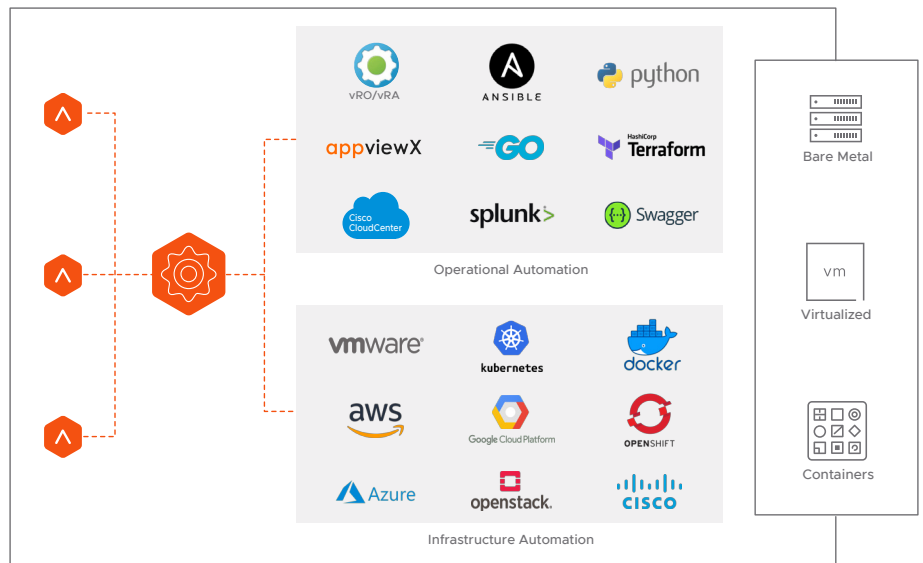 vRO/vRA
ANSIBLE
python
appviewX
GO
HashiCorp
Terraform
Cisco
CloudCenter
splunk>
{··} Swagger
Operational Automation
vmware®
kubernetes
docker
aws
Google Cloud Platform
OPENSHIFT
Azure
openstack.
CISCO
Infrastructure Automation
Bare Metal
vm
Virtualized
Containers